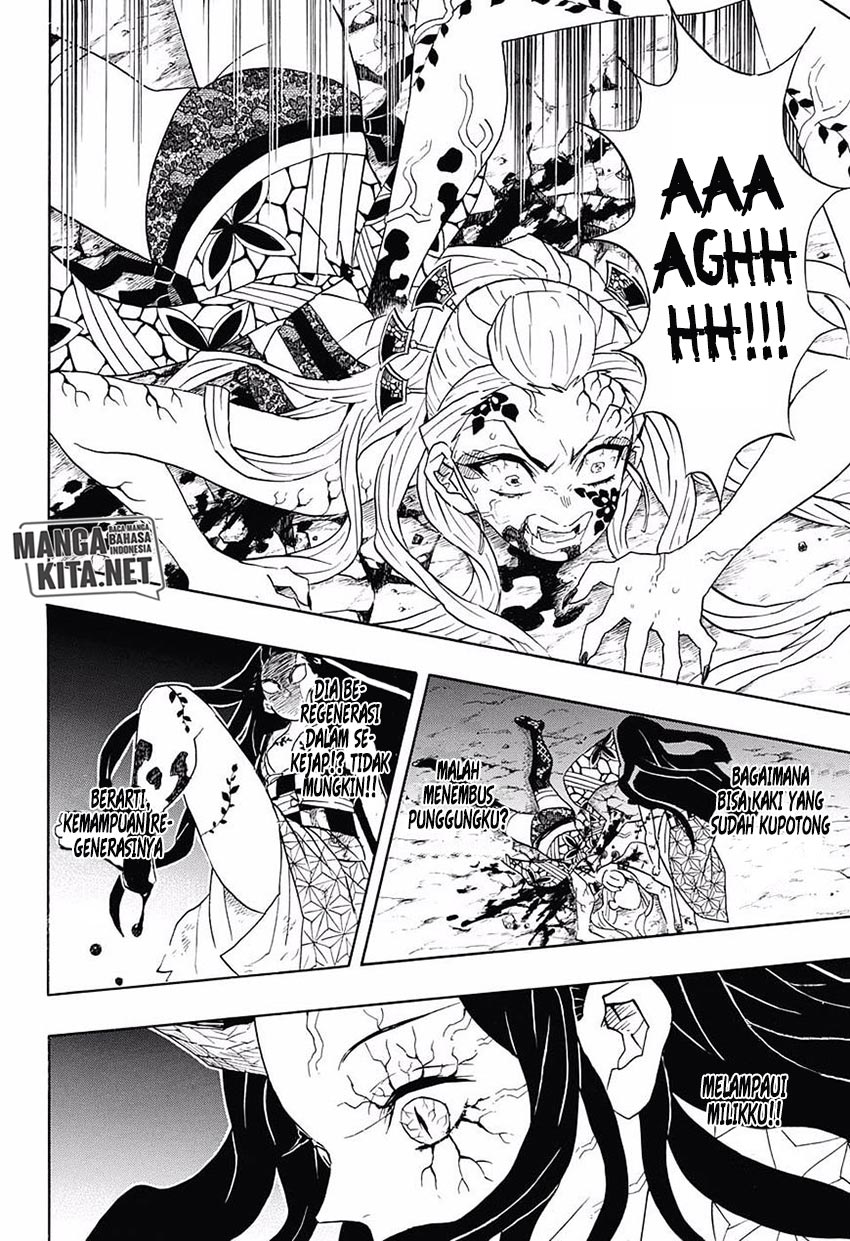 AAA
AGHH
HH!!!
MANGA
KITA.NET
BACA MANGA
BAHASA
INDONESIA
BAGAIMANA
BISA KAKI YANG
SUDAH KUPOTONG
MALAH
MENEMBUS
PUNGGUNGKU?
DIA BE-
REGENERASI
DALAM SE-
KEJAP!? TIDAK
MUNGKIN!!
BERARTI,
KEMAMPUAN RE-
GENERASINYA
MELAMPAUI
MILIKKU!!